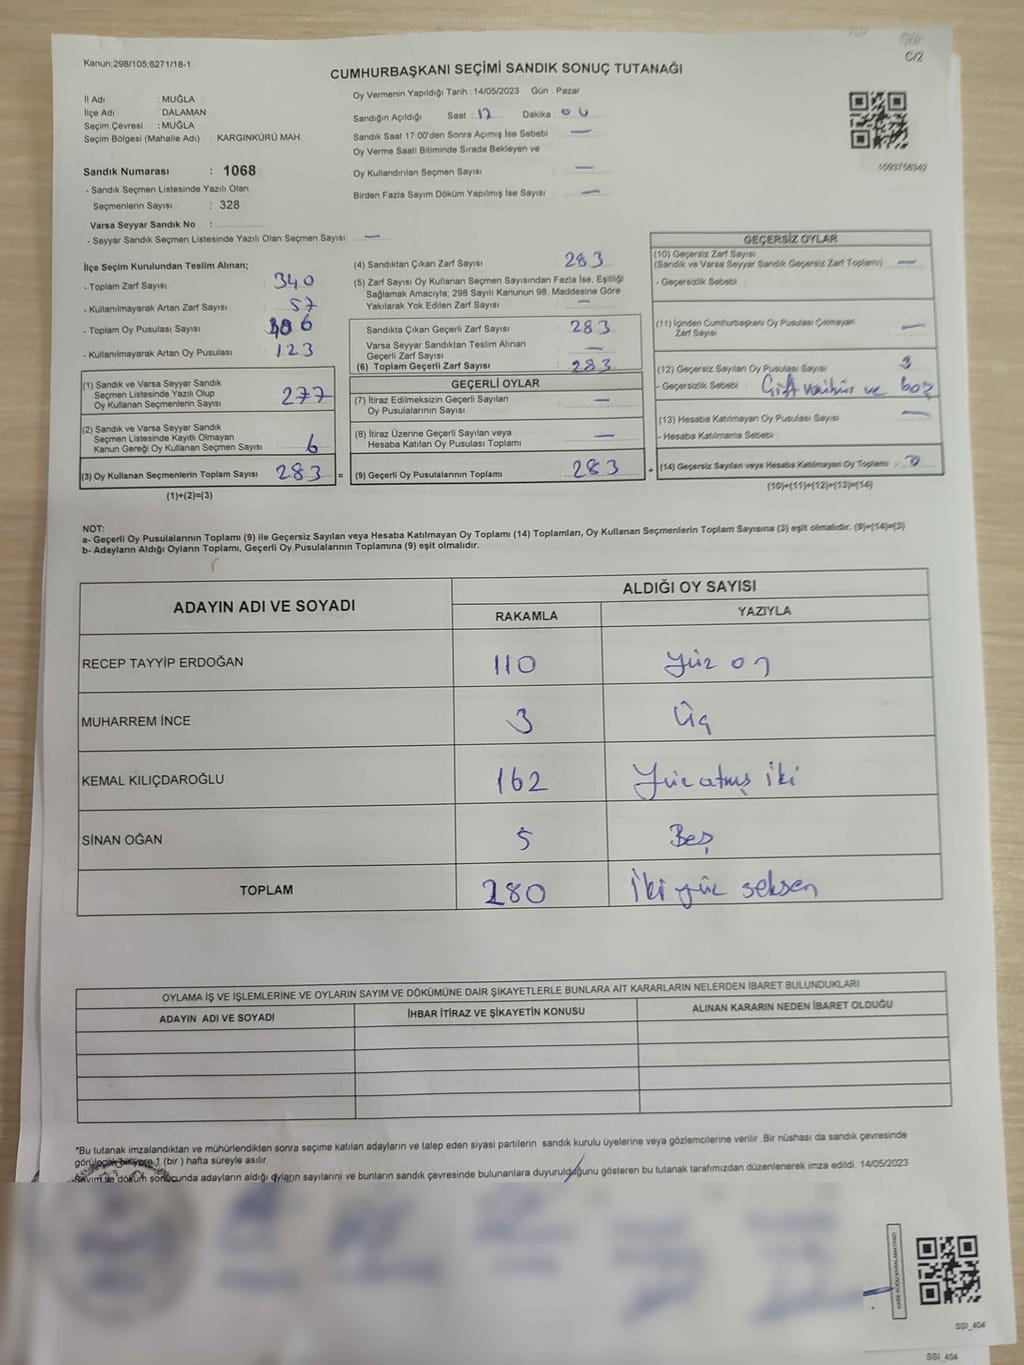 C/2
Kanun;298/105;6271/18-1
CUMHURBAŞKANI SEÇİMİ SANDIK SONUÇ TUTANAĞI
İl Adı : MUĞLA
İlçe Adı : DALAMAN
Seçim Çevresi : MUĞLA
Seçim Bölgesi (Mahalle Adı) : KARGINKÜRÜ MAH.
Oy Vermenin Yapıldığı Tarih : 14/05/2023 Gün : Pazar
Sandığın Açıldığı Saat : 17 Dakika : 00
Sandık Saat 17:00'den Sonra Açımış İse Sebebi —
Oy Verme Saati Bitiminde Sırada Bekleyen ve
Oy Kullandırılan Seçmen Sayısı —
Birden Fazla Sayım Döküm Yapılmış İse Sayısı —
1593758342
Sandık Numarası : 1068
- Sandık Seçmen Listesinde Yazılı Olan
Seçmenlerin Sayısı : 328
Varsa Seyyar Sandık No :
- Seyyar Sandık Seçmen Listesinde Yazılı Olan Seçmen Sayısı: —
İlçe Seçim Kurulundan Teslim Alınan;
- Toplam Zarf Sayısı : 340
- Kullanılmayarak Artan Zarf Sayısı : 57
- Toplam Oy Pusulası Sayısı : 406
- Kullanılmayarak Artan Oy Pusulası : 123
(1) Sandık ve Varsa Seyyar Sandık
Seçmen Listesinde Yazılı Olup
Oy Kullanan Seçmenlerin Sayısı : 277
(2) Sandık ve Varsa Seyyar Sandık
Seçmen Listesinde Kayıtlı Olmayan
Kanun Gereği Oy Kullanan Seçmen Sayısı 6
(3) Oy Kullanan Seçmenlerin Toplam Sayısı 283 =
(1)+(2)=(3)
(4) Sandıktan Çıkan Zarf Sayısı 283
(5) Zarf Sayısı Oy Kullanan Seçmen Sayısından Fazla İse, Eşitliği
Sağlamak Amacıyla; 298 Sayılı Kanunun 98. Maddesine Göre
Yakılarak Yok Edilen Zarf Sayısı : —
Sandıkta Çıkan Geçerli Zarf Sayısı : 283
Varsa Seyyar Sandıktan Teslim Alınan
Geçerli Zarf Sayısı : —
(6) Toplam Geçerli Zarf Sayısı : 283
GEÇERLİ OYLAR
(7) İtiraz Edilmeksizin Geçerli Sayılan
Oy Pusulalarının Sayısı : —
(8) İtiraz Üzerine Geçerli Sayılan veya
Hesaba Katılan Oy Pusulası Toplamı : —
(9) Geçerli Oy Pusulalarının Toplamı : 283 +
GEÇERSİZ OYLAR
(10) Geçersiz Zarf Sayısı
(Sandık ve Varsa Seyyar Sandık Geçersiz Zarf Toplamı) —
- Geçersizlik Sebebi :
(11) İçinden Cumhurbaşkanı Oy Pusulası Çıkmayan
Zarf Sayısı —
(12) Geçersiz Sayılan Oy Pusulası Sayısı 3
- Geçersizlik Sebebi : Çift mühür ve boş
(13) Hesaba Katılmayan Oy Pusulası Sayısı —
- Hesaba Katılmama Sebebi :
(14) Geçersiz Sayılan veya Hesaba Katılmayan Oy Toplamı :
(10)+(11)+(12)+(13)=(14)
NOT:
a- Geçerli Oy Pusulalarının Toplamı (9) ile Geçersiz Sayılan veya Hesaba Katılmayan Oy Toplamı (14) Toplamları, Oy Kullanan Seçmenlerin Toplam Sayısına (3) eşit olmalıdır. (9)+(14)=(3)
b- Adayların Aldığı Oyların Toplamı, Geçerli Oy Pusulalarının Toplamına (9) eşit olmalıdır.
ADAYIN ADI VE SOYADI ALDIĞI OY SAYISI
RAKAMLA YAZIYLA
RECEP TAYYİP ERDOĞAN 110 Yüz on
MUHARREM İNCE 3 Üç
KEMAL KILIÇDAROĞLU 162 Yüz atmış iki
SİNAN OĞAN 5 Beş
TOPLAM 280 İki yüz seksen
OYLAMA İŞ VE İŞLEMLERİNE VE OYLARIN SAYIM VE DÖKÜMÜNE DAİR ŞİKAYETLERLE BUNLARA AİT KARARLARIN NELERDEN İBARET BULUNDUKLARI
ADAYIN ADI VE SOYADI İHBAR İTİRAZ VE ŞİKAYETİN KONUSU ALINAN KARARIN NEDEN İBARET OLDUĞU
*Bu tutanak imzalandıktan ve mühürlendikten sonra seçime katılan adayların ve talep eden siyasi partilerin sandık kurulu üyelerine veya gözlemcilerine verilir .Bir nüshası da sandık çevresinde
görülecek bir yere 1 (bir ) hafta süreyle asılır.
Sayım ve döküm sonucunda adayların aldığı oyların sayılarını ve bunların sandık çevresinde bulunanlara duyurulduğunu gösteren bu tutanak tarafımızdan düzenlenerek imza edildi. 14/05/2023
KARE KODU KARALAMAYINIZ!
SSI_404
SSI_404